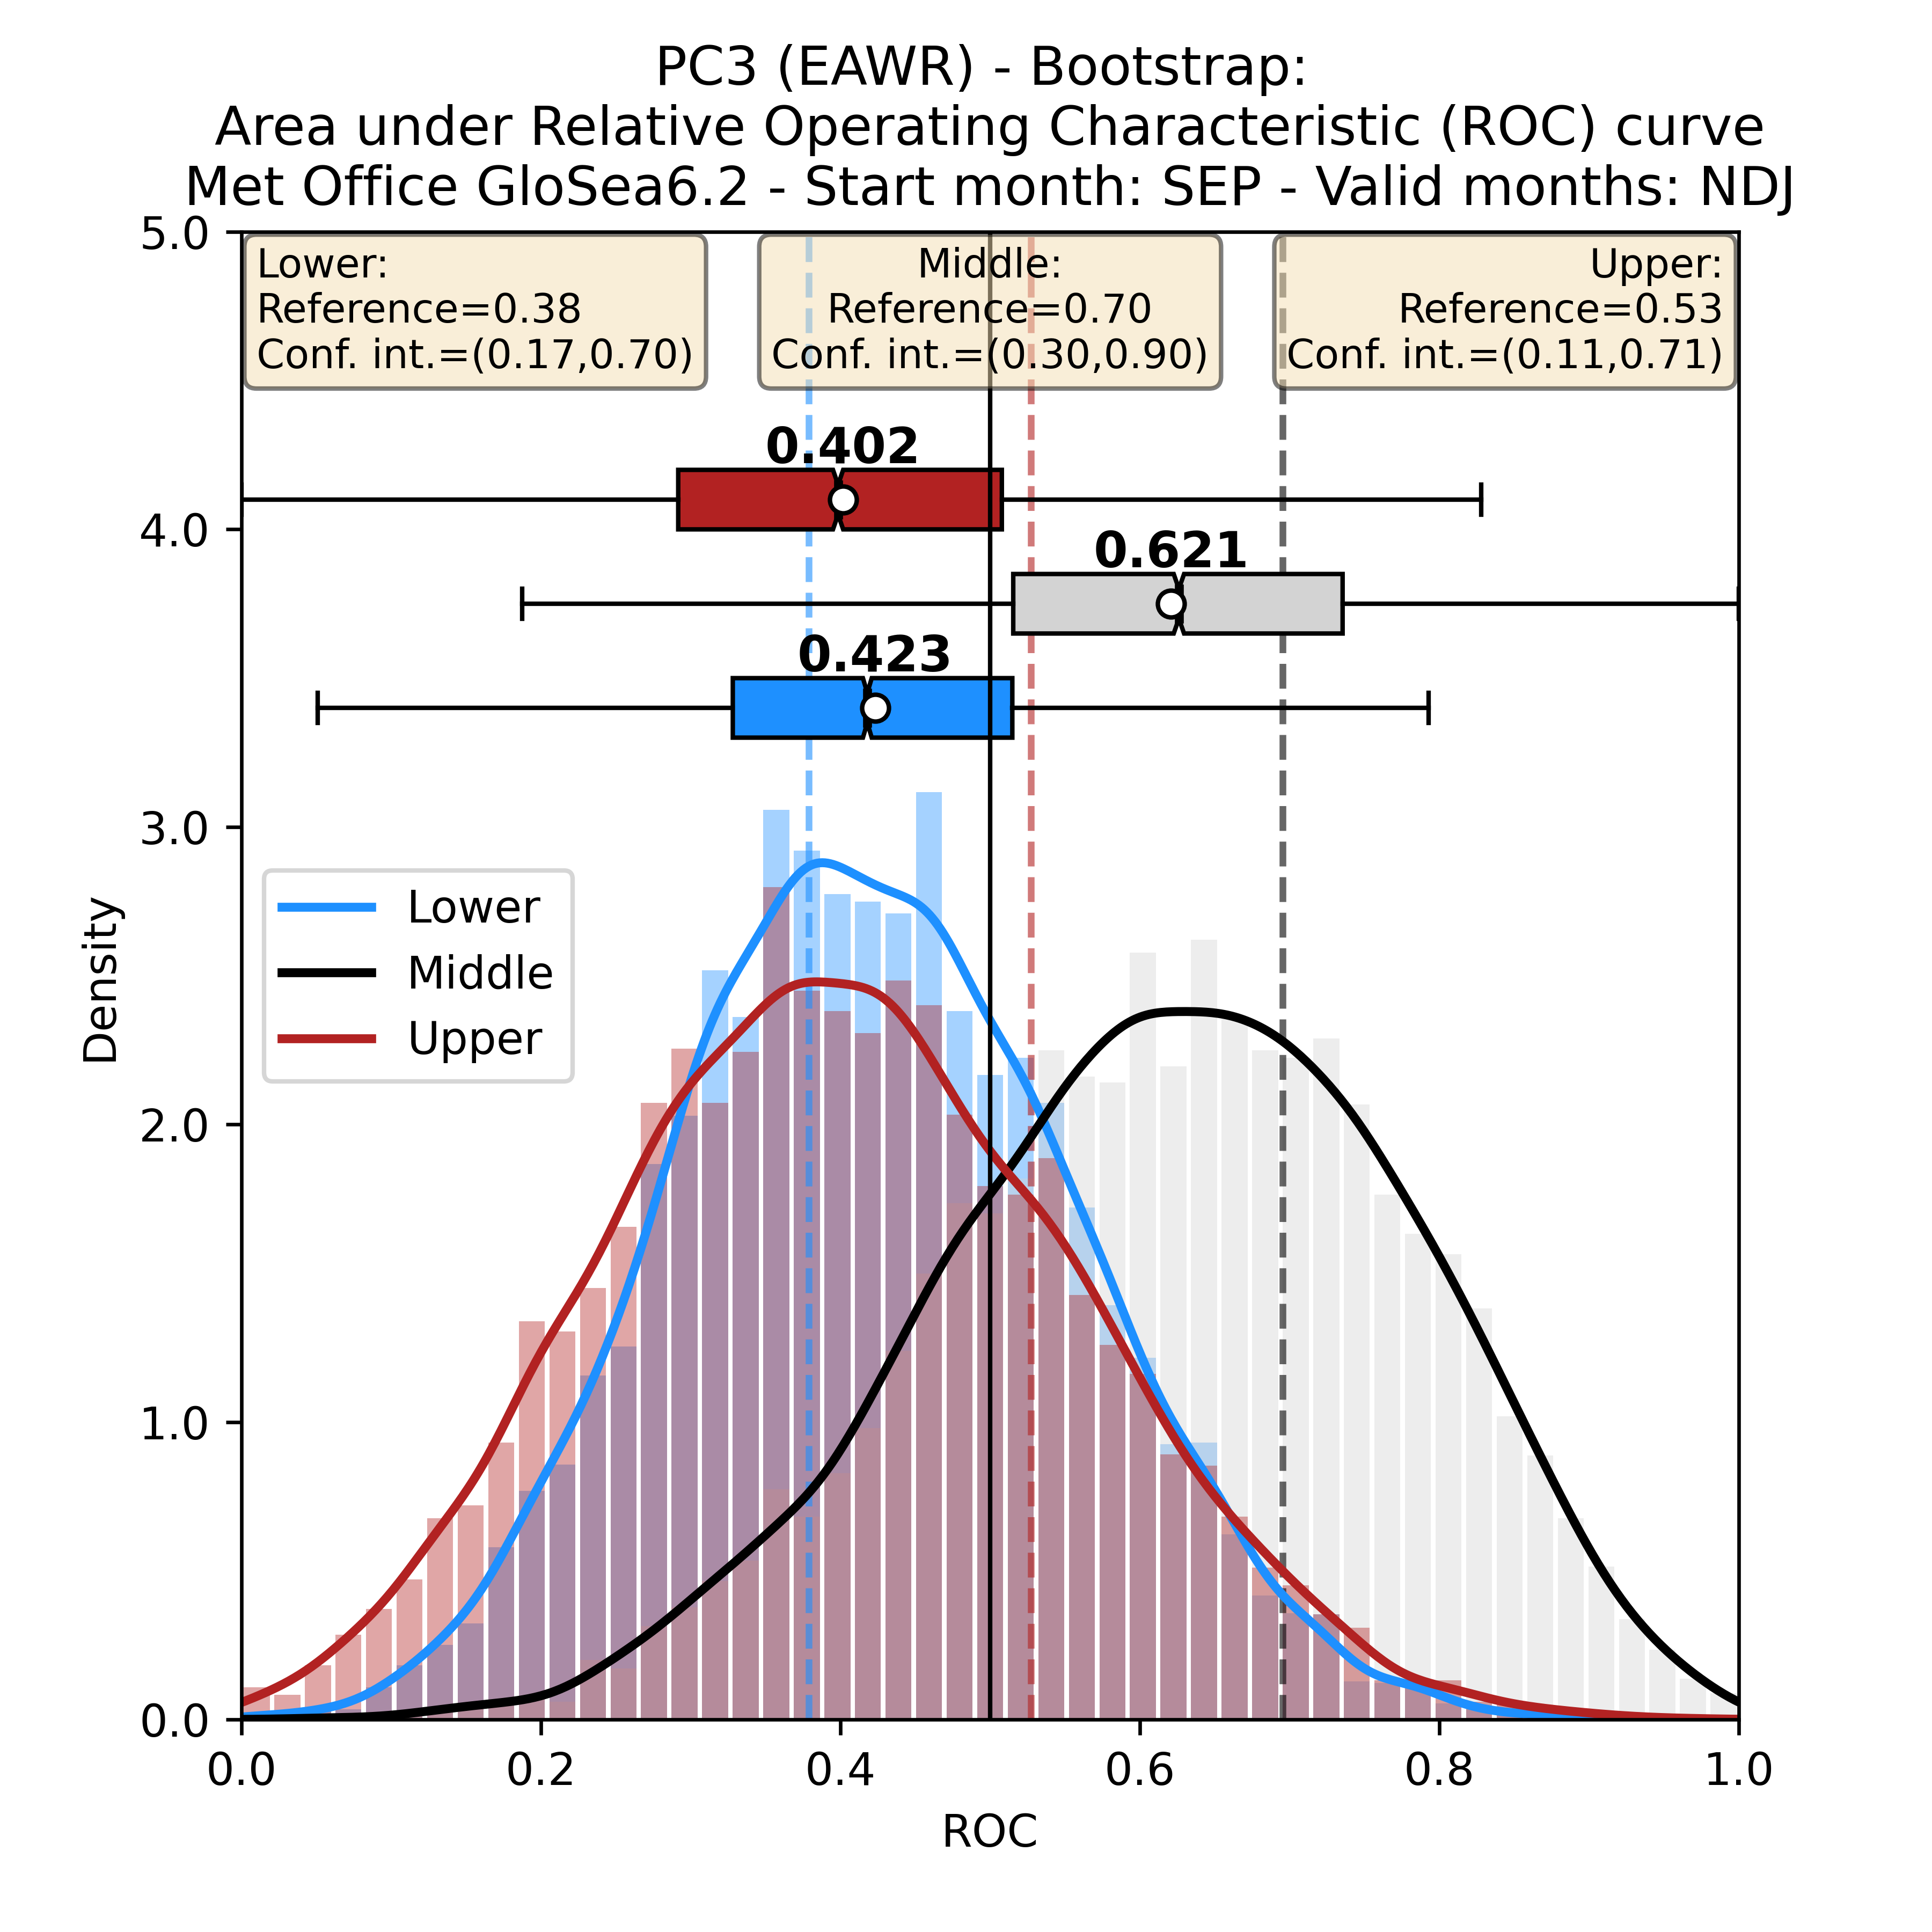 PC3 (EAWR) - Bootstrap:
Area under Relative Operating Characteristic (ROC) curve
Met Office GloSea6.2 - Start month: SEP - Valid months: NDJ
Lower:
Reference=0.38
Conf. int.=(0.17,0.70)
Middle:
Reference=0.70
Conf. int.=(0.30,0.90)
Upper:
Reference=0.53
Conf. int.=(0.11,0.71)
0.402
0.621
0.423
Lower
Middle
Upper
Density
5.0
4.0
3.0
2.0
1.0
0.0
0.0 0.2 0.4 0.6 0.8 1.0
ROC